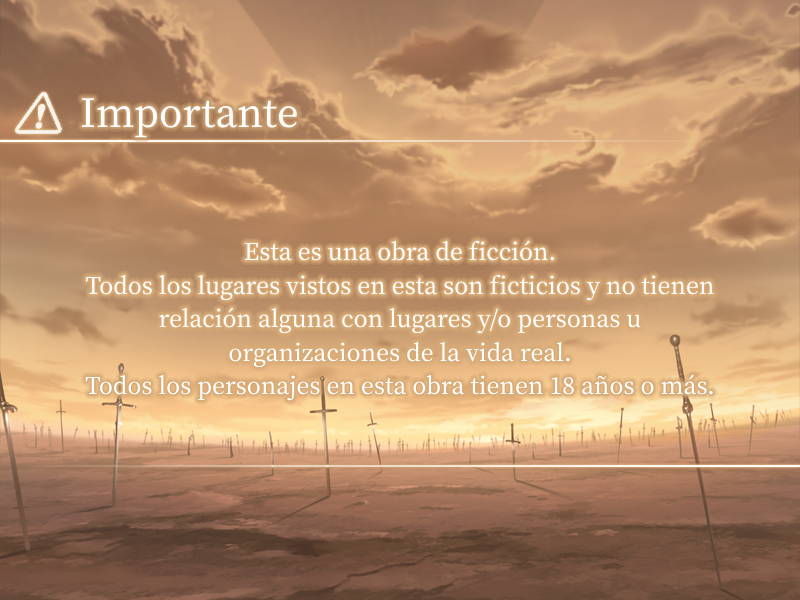 Importante
Esta es una obra de ficción.
Todos los lugares vistos en esta son ficticios y no tienen
relación alguna con lugares y/o personas u
organizaciones de la vida real.
Todos los personajes en esta obra tienen 18 años o más.